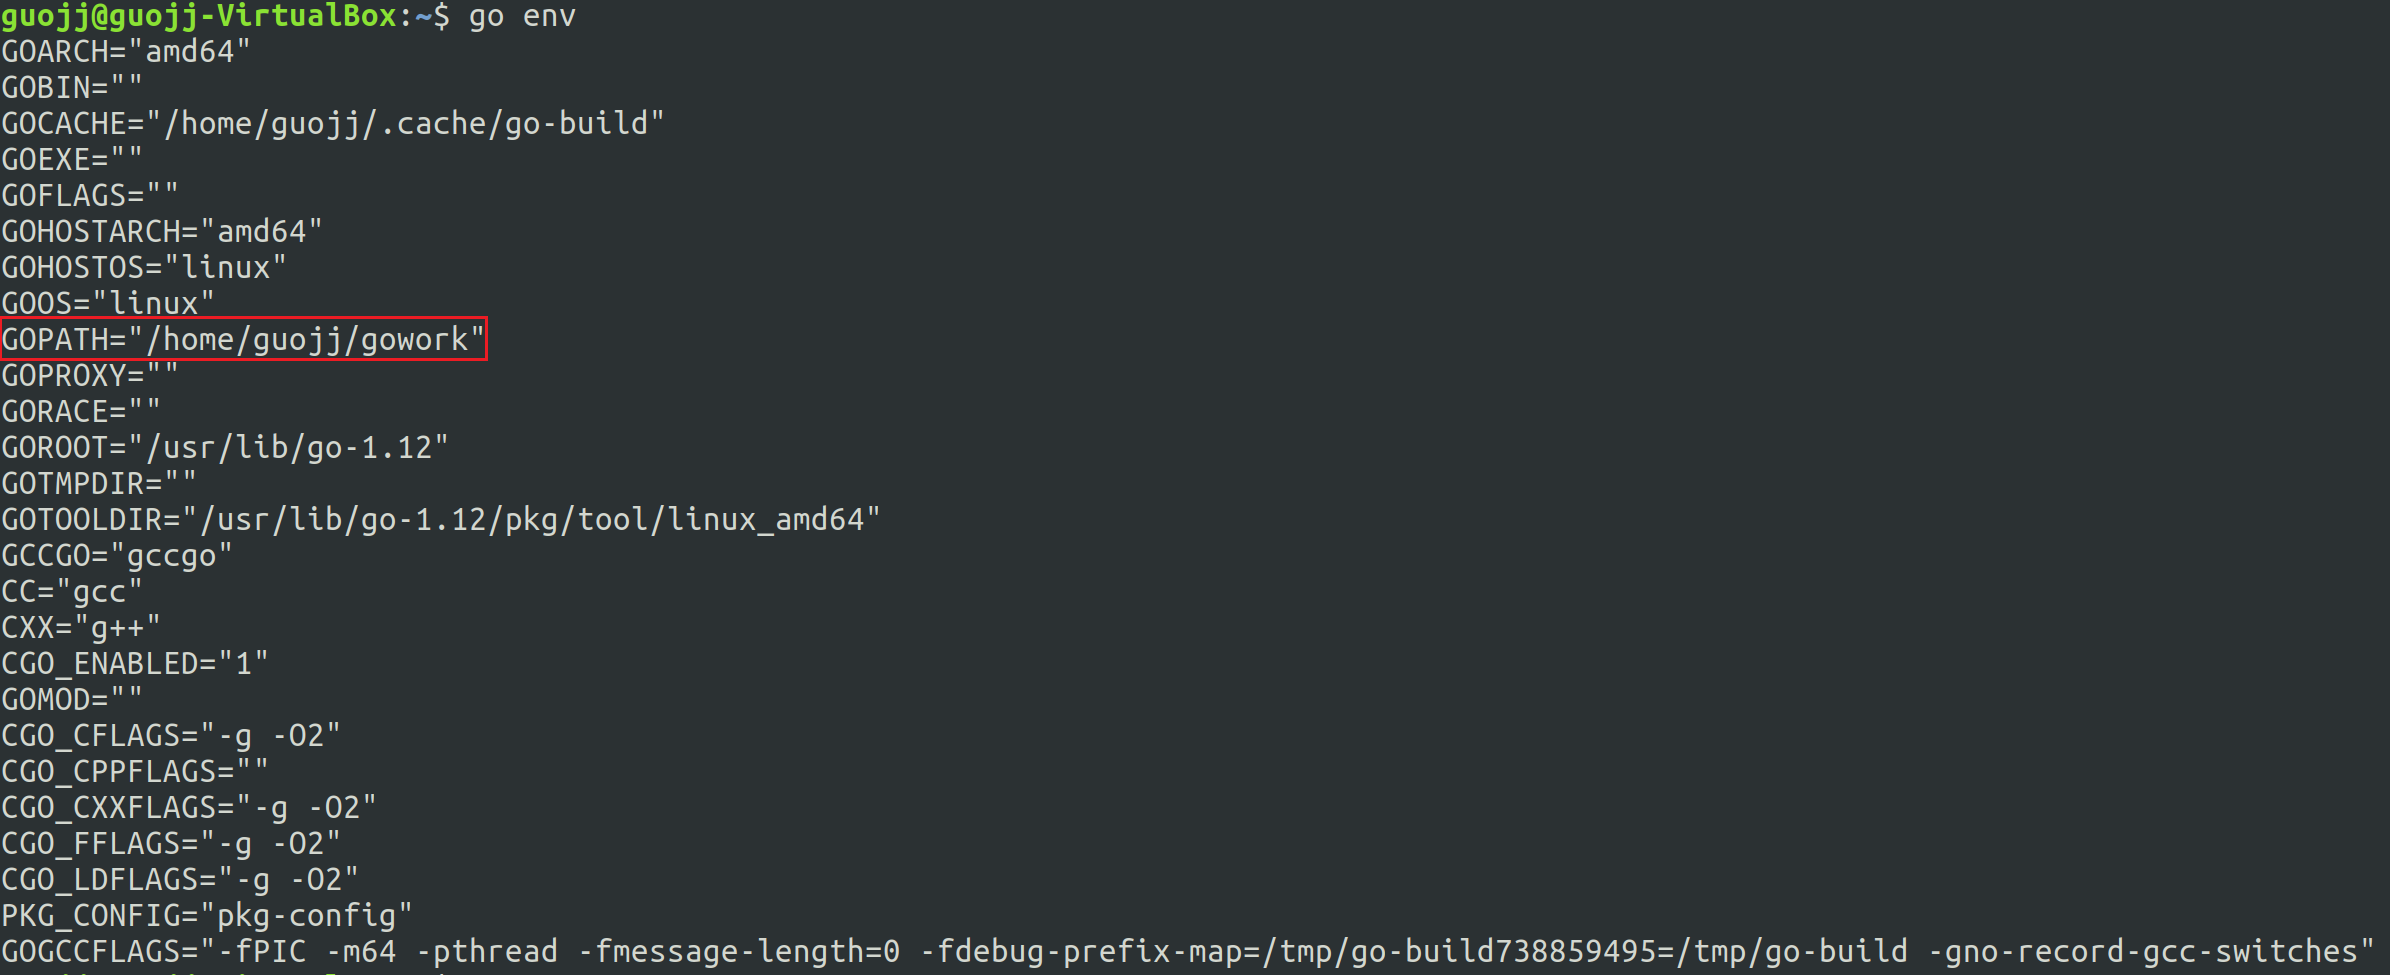 guojj@guojj-VirtualBox:~$ go env
GOARCH="amd64"
GOBIN=""
GOCACHE="/home/guojj/.cache/go-build"
GOEXE=""
GOFLAGS=""
GOHOSTARCH="amd64"
GOHOSTOS="linux"
GOOS="linux"
GOPATH="/home/guojj/gowork"
GOPROXY=""
GORACE=""
GOROOT="/usr/lib/go-1.12"
GOTMPDIR=""
GOTOOLDIR="/usr/lib/go-1.12/pkg/tool/linux_amd64"
GCCGO="gccgo"
CC="gcc"
CXX="g++"
CGO_ENABLED="1"
GOMOD=""
CGO_CFLAGS="-g -O2"
CGO_CPPFLAGS=""
CGO_CXXFLAGS="-g -O2"
CGO_FFLAGS="-g -O2"
CGO_LDFLAGS="-g -O2"
PKG_CONFIG="pkg-config"
GOGCCFLAGS="-fPIC -m64 -pthread -fmessage-length=0 -fdebug-prefix-map=/tmp/go-build738859495=/tmp/go-build -gno-record-gcc-switches"